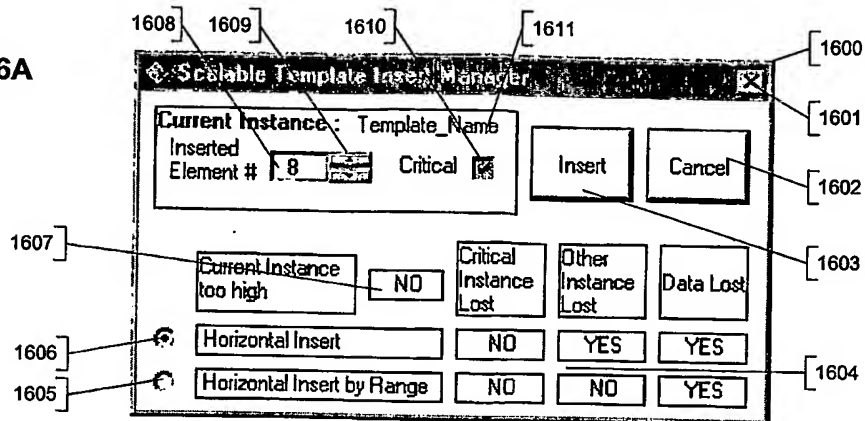 1608 1609 1610 1611
1600
6A
Scalable Template Insert Manager
1601
Current Instance : Template_Name
Inserted
Element # 8 Critical Insert Cancel
1602
1603
1607
Current Instance
too high
NO
Critical
Instance
Lost
Other
Instance
Lost
Data Lost
1606
Horizontal Insert NO YES YES
1604
1605
Horizontal Insert by Range NO NO YES